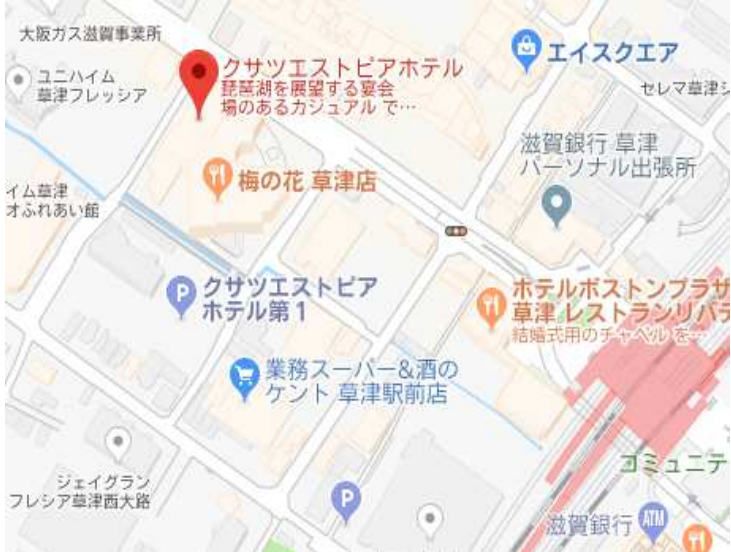 大阪ガス滋賀事業所
ユニハイム
草津フレッシア
クサツエストピアホテル
琵琶湖を展望する宴会
場のあるカジュアル で…
エイスクエア
セレマ草津シ
滋賀銀行 草津
パーソナル出張所
梅の花 草津店
イム草津
オふれあい館
クサツエストピア
ホテル第1
ホテルボストンプラザ
草津 レストランリバテ
結婚式用のチャペル を…
業務スーパー&酒の
ケント 草津駅前店
コミュニテ
ジェイグラン
フレシア草津西大路
滋賀銀行
ATM
P
P